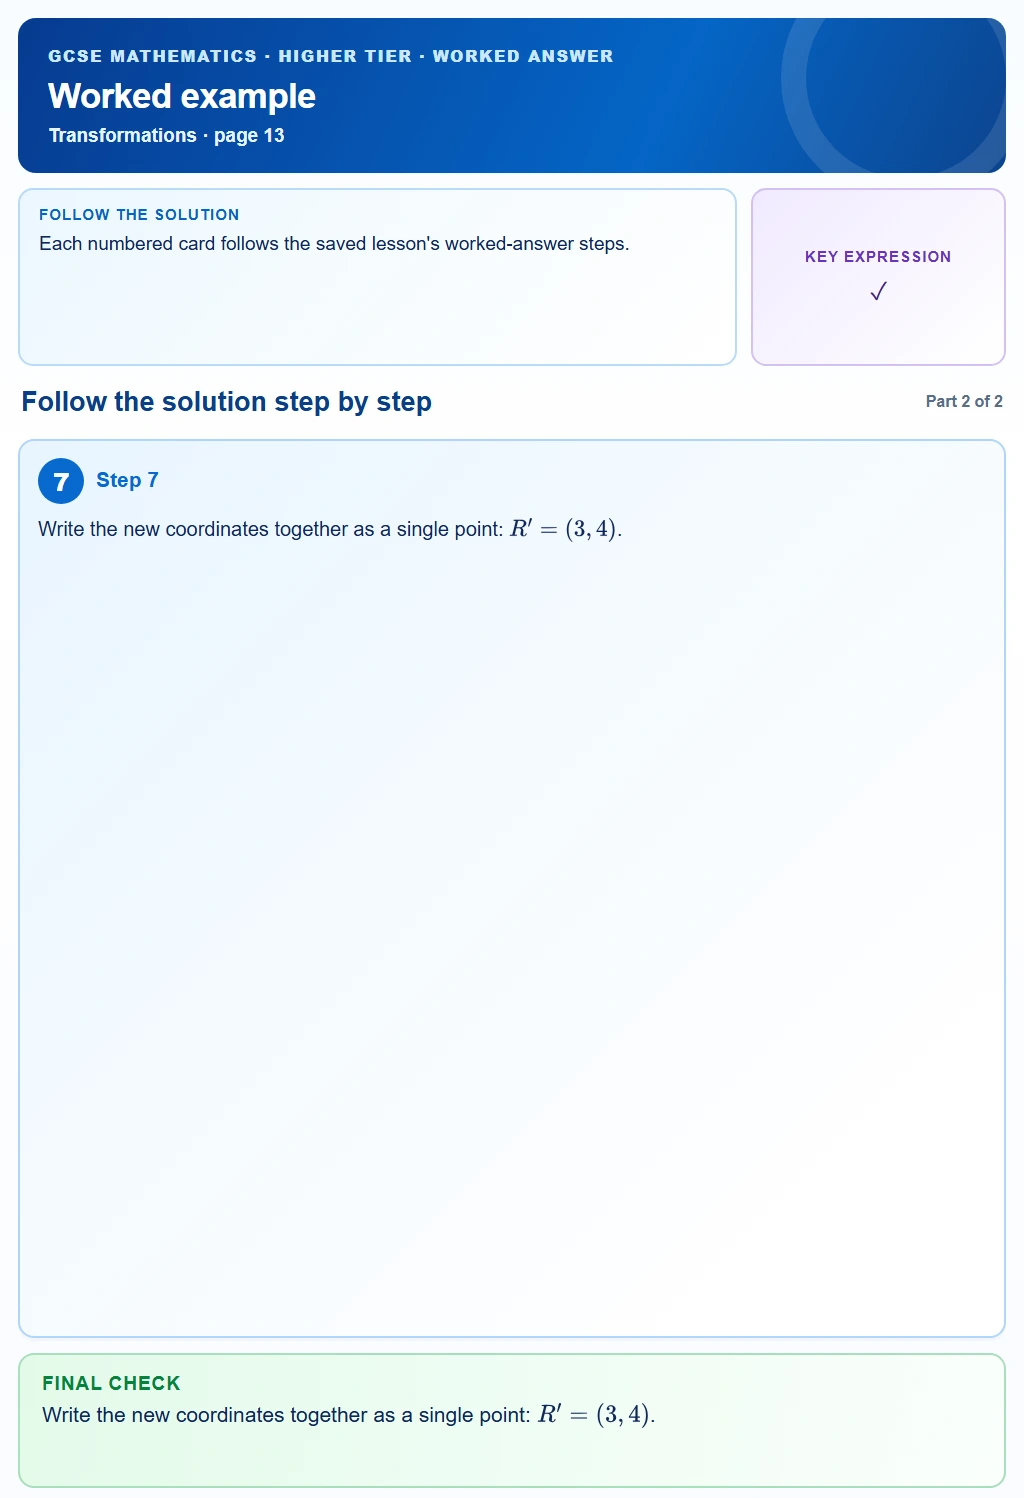 GCSE MATHEMATICS · HIGHER TIER · WORKED ANSWER
Worked example
Transformations · page 13
FOLLOW THE SOLUTION
Each numbered card follows the saved lesson's worked-answer steps.
KEY EXPRESSION
✓
Follow the solution step by step
Part 2 of 2
7 Step 7
Write the new coordinates together as a single point: R′ = (3, 4).
FINAL CHECK
Write the new coordinates together as a single point: R′ = (3, 4).